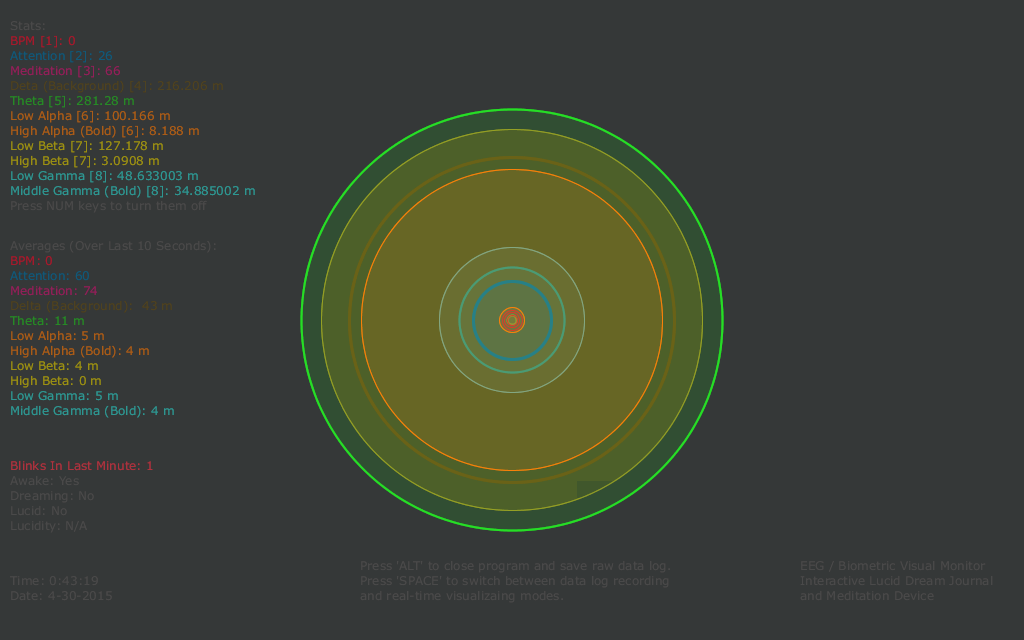 Stats:
BPM [1]: 0
Attention [2]: 26
Meditation [3]: 66
Delta (Background) [4]: 216.206 m
Theta [5]: 281.28 m
Low Alpha [6]: 100.166 m
High Alpha (Bold) [6]: 8.188 m
Low Beta [7]: 127.178 m
High Beta [7]: 3.0908 m
Low Gamma [8]: 48.633003 m
Middle Gamma (Bold) [8]: 34.885002 m
Press NUM keys to turn them off
Averages (Over Last 10 Seconds):
BPM: 0
Attention: 60
Meditation: 74
Delta (Background): 43 m
Theta: 11 m
Low Alpha: 5 m
High Alpha (Bold): 4 m
Low Beta: 4 m
High Beta: 0 m
Low Gamma: 5 m
Middle Gamma (Bold): 4 m
Blinks In Last Minute: 1
Awake: Yes
Dreaming: No
Lucid: No
Lucidity: N/A
Time: 0:43:19
Date: 4-30-2015
Press 'ALT' to close program and save raw data log.
Press 'SPACE' to switch between data log recording
and real-time visualizaing modes.
EEG / Biometric Visual Monitor
Interactive Lucid Dream Journal
and Meditation Device